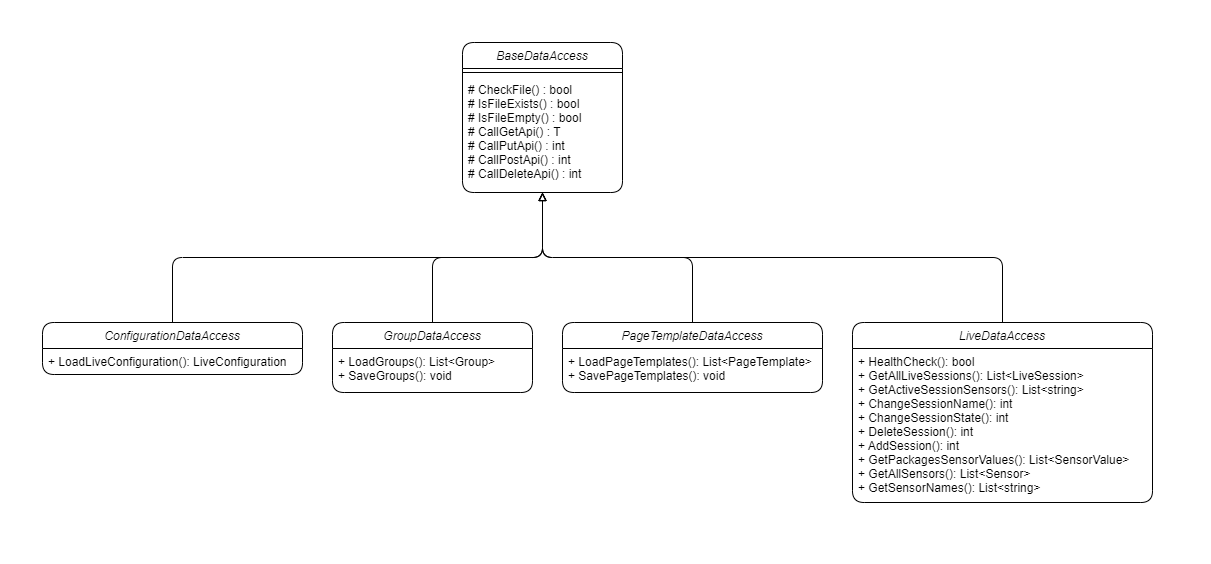 BaseDataAccess
# CheckFile() : bool
# IsFileExists() : bool
# IsFileEmpty() : bool
# CallGetApi() : T
# CallPutApi() : int
# CallPostApi() : int
# CallDeleteApi() : int
ConfigurationDataAccess
+ LoadLiveConfiguration(): LiveConfiguration
GroupDataAccess
+ LoadGroups(): List<Group>
+ SaveGroups(): void
PageTemplateDataAccess
+ LoadPageTemplates(): List<PageTemplate>
+ SavePageTemplates(): void
LiveDataAccess
+ HealthCheck(): bool
+ GetAllLiveSessions(): List<LiveSession>
+ GetActiveSessionSensors(): List<string>
+ ChangeSessionName(): int
+ ChangeSessionState(): int
+ DeleteSession(): int
+ AddSession(): int
+ GetPackagesSensorValues(): List<SensorValue>
+ GetAllSensors(): List<Sensor>
+ GetSensorNames(): List<string>